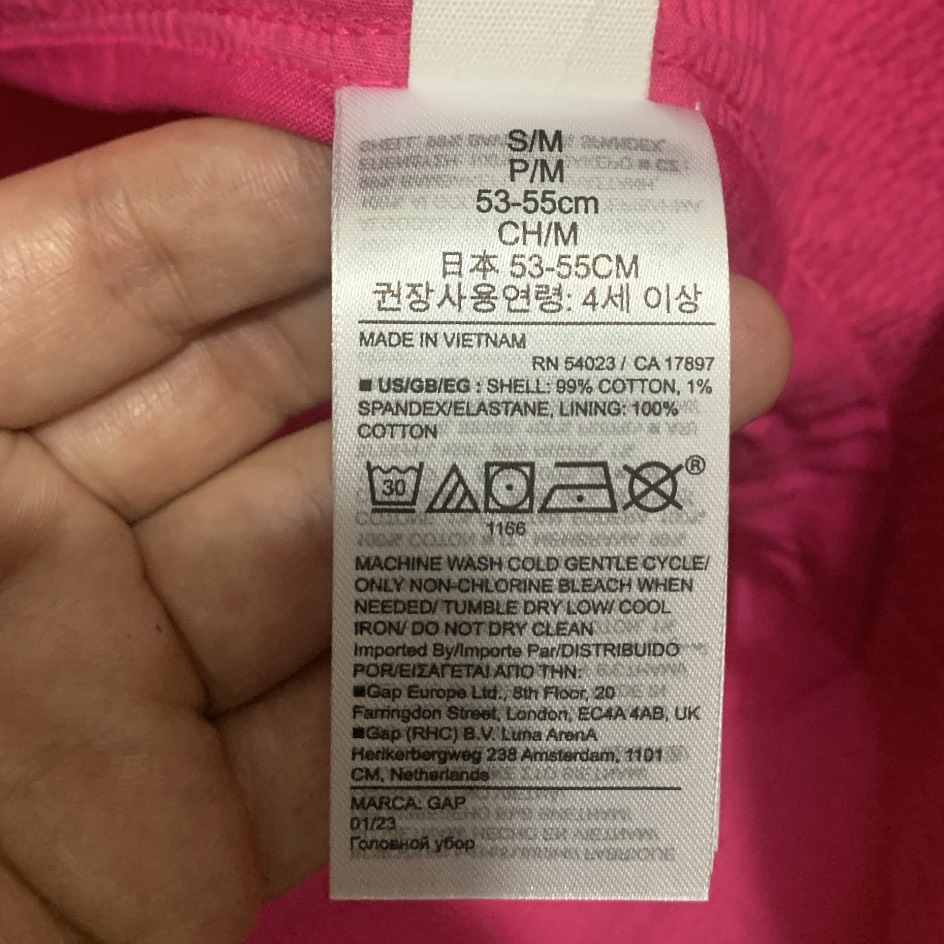 S/M
P/M
53-55cm
CH/M
日本 53-55CM
권장사용연령: 4세 이상
MADE IN VIETNAM
RN 54023 / CA 17897
■ US/GB/EG : SHELL: 99% COTTON, 1%
SPANDEX/ELASTANE, LINING: 100%
COTTON
30
®
1166
MACHINE WASH COLD GENTLE CYCLE/
ONLY NON-CHLORINE BLEACH WHEN
NEEDED/ TUMBLE DRY LOW/ COOL
IRON/ DO NOT DRY CLEAN
Imported By/Importe Par/DISTRIBUIDO
POR/ΕΙΣΑΓΕΤΑΙ ΑΠΟ ΤΗΝ:
■Gap Europe Ltd., 8th Floor, 20
Farringdon Street, London, EC4A 4AB, UK
■Gap (RHC) B.V. Luna ArenA
Herikerbergweg 238 Amsterdam, 1101
CM, Netherlands
MARCA: GAP
01/23
Головной убор